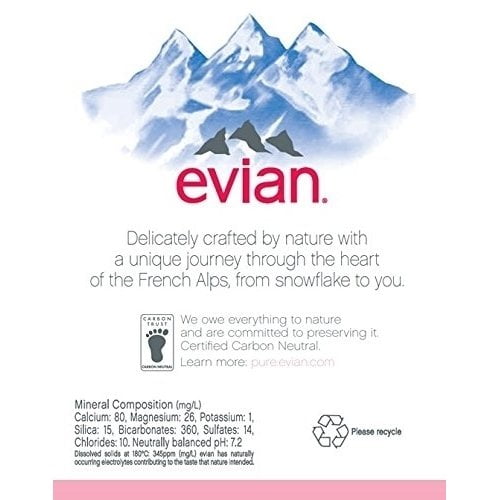 evian.
Delicately crafted by nature with
a unique journey through the heart
of the French Alps, from snowflake to you.
CARBON
TRUST
CARBON NEUTRAL
We owe everything to nature
and are committed to preserving it.
Certified Carbon Neutral.
Learn more: pure.evian.com
Mineral Composition (mg/L)
Calcium: 80, Magnesium: 26, Potassium: 1,
Silica: 15, Bicarbonates: 360, Sulfates: 14,
Chlorides: 10. Neutrally balanced pH: 7.2
Dissolved solids at 180°C: 345ppm (mg/L) evian has naturally
occurring electrolytes contributing to the taste that nature intended.
Please recycle